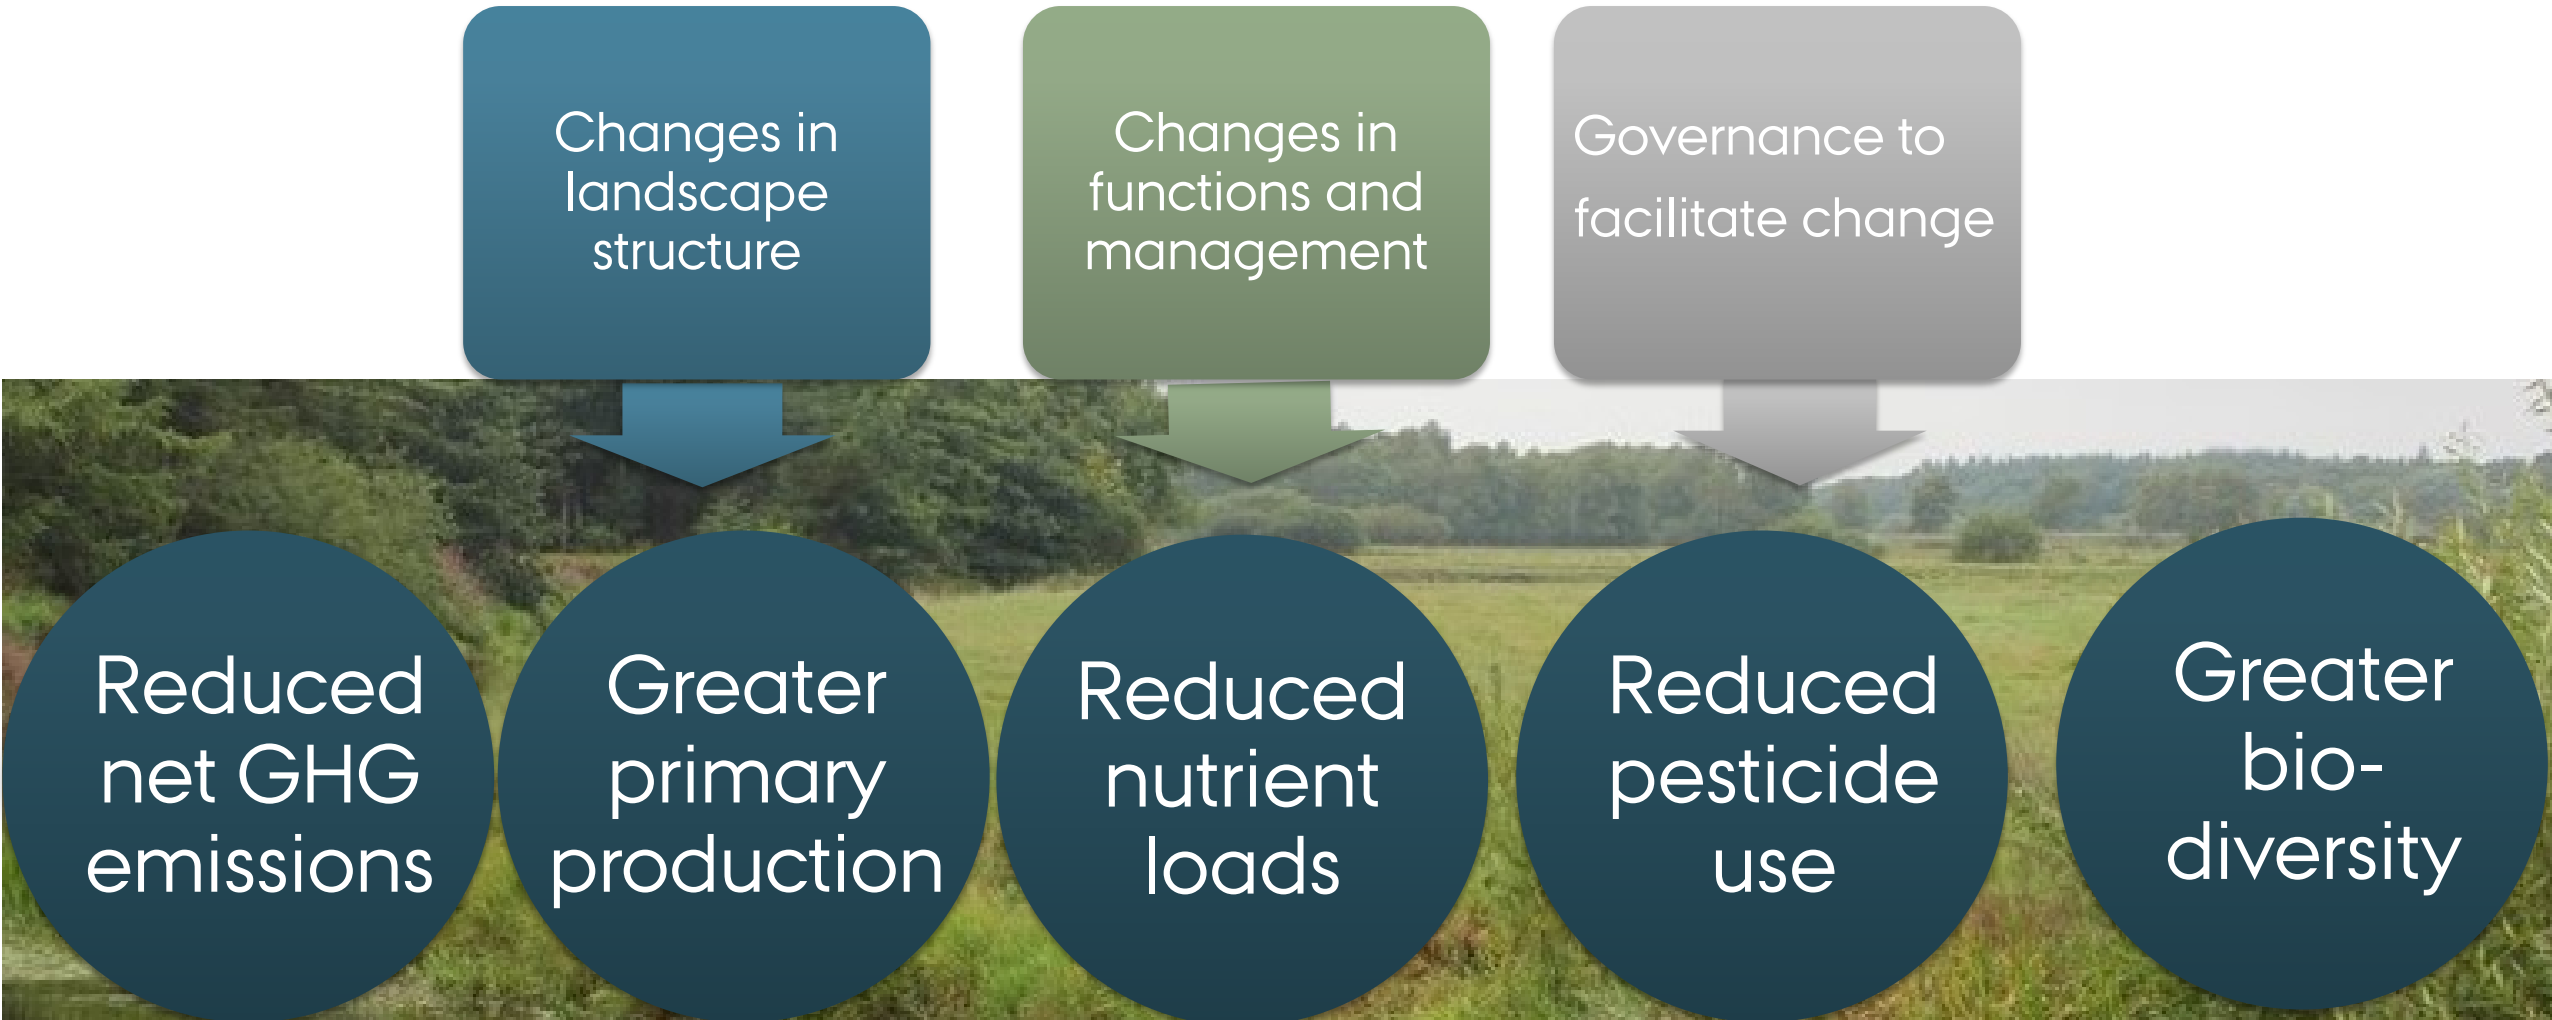 Changes in
landscape
structure
Changes in
functions and
management
Governance to
facilitate change
Reduced
net GHG
emissions
Greater
primary
production
Reduced
nutrient
loads
Reduced
pesticide
use
Greater
bio-
diversity